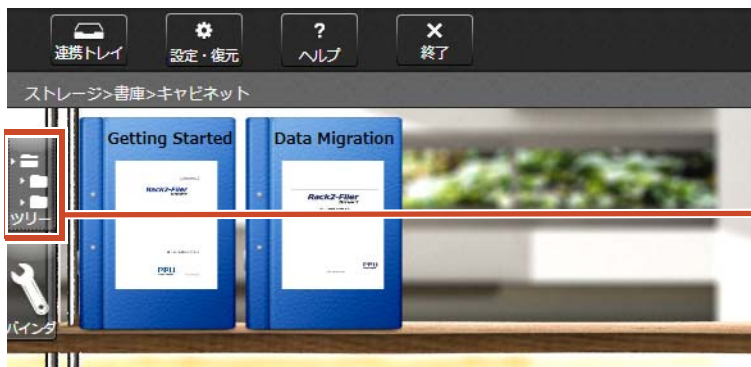 連携トレイ
設定・復元
?
ヘルプ
終了
ストレージ>書庫>キャビネット
Getting Started
Data Migration
Rack2-Filer
Rack2-Filer
ツリー
PFU
PFU
バインダ